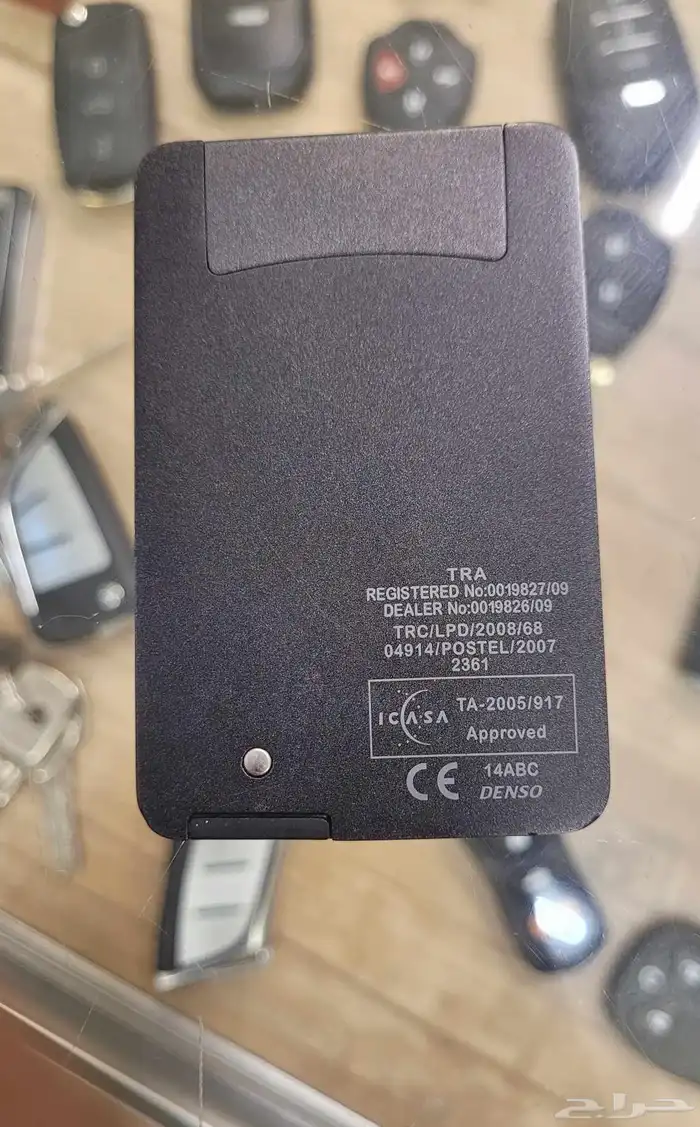 TRA
REGISTERED No:0019827/09
DEALER No:0019826/09
TRC/LPD/2008/68
04914/POSTEL/2007
2361
ICASA TA-2005/917
Approved
CE 14ABC
DENSO
حراج